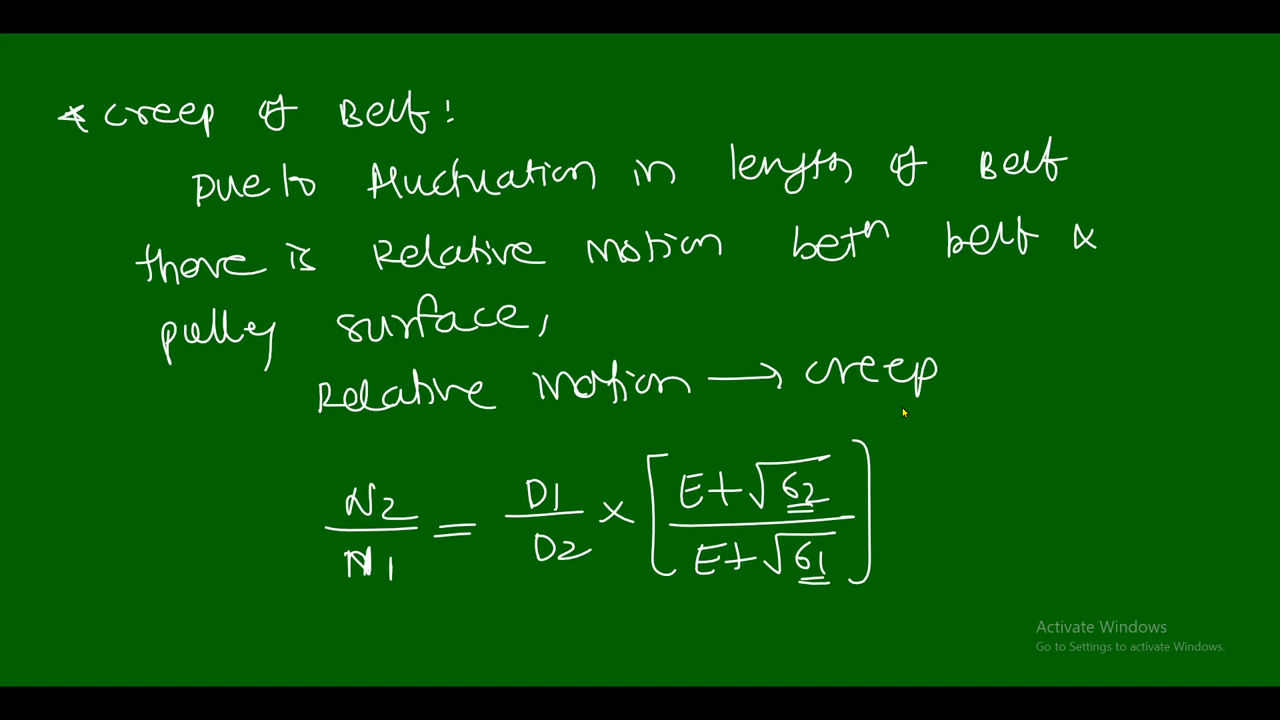 * creep of Belt:
Due to fluctuation in length of Belt
there is Relative motion betn belt &
pulley surface,
Relative motion → creep
N2/N1 = D1/D2 × [E+√σ2 / E+√σ1]
Activate Windows
Go to Settings to activate Windows.